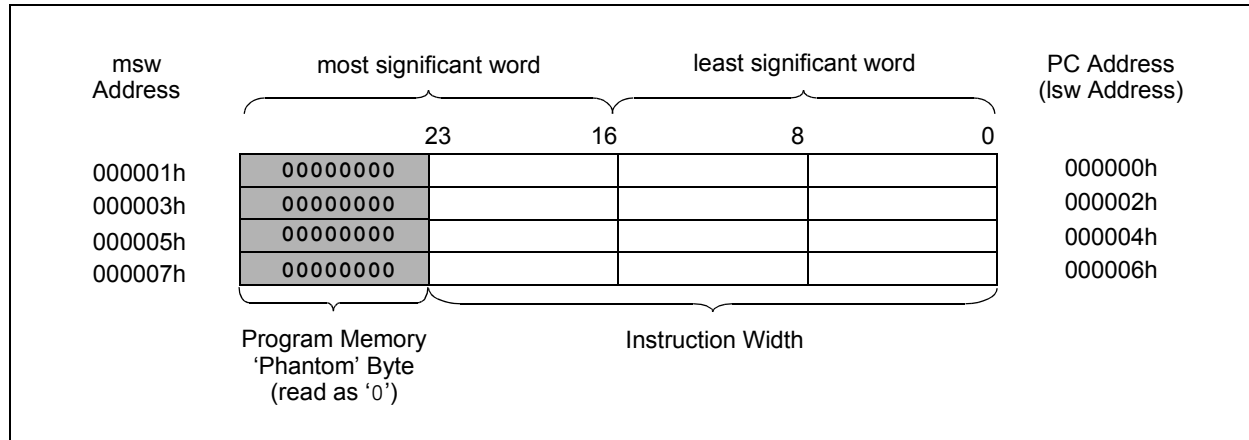 msw
Address
most significant word
least significant word
PC Address
(lsw Address)
23 16 8 0
000001h 00000000 000000h
000003h 00000000 000002h
000005h 00000000 000004h
000007h 00000000 000006h
Program Memory
‘Phantom’ Byte
(read as ‘0’)
Instruction Width